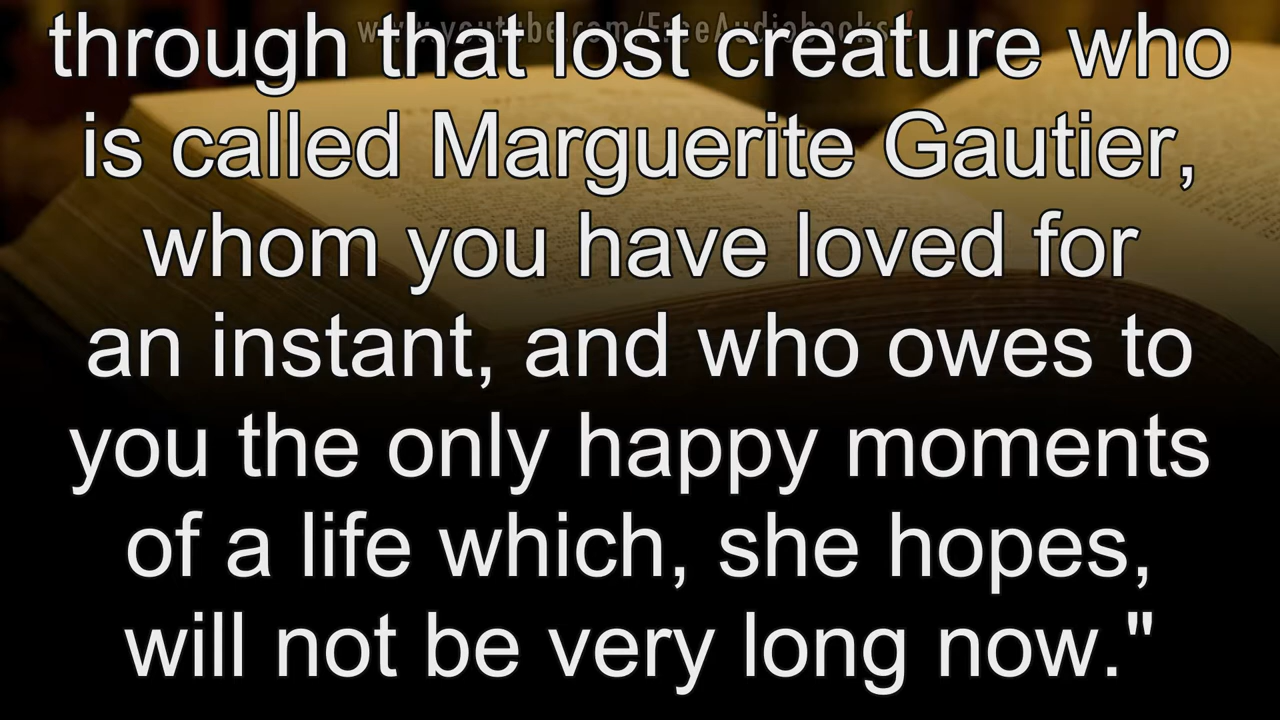 www.youtube.com/FreeAudiobooks
through that lost creature who
is called Marguerite Gautier,
whom you have loved for
an instant, and who owes to
you the only happy moments
of a life which, she hopes,
will not be very long now."